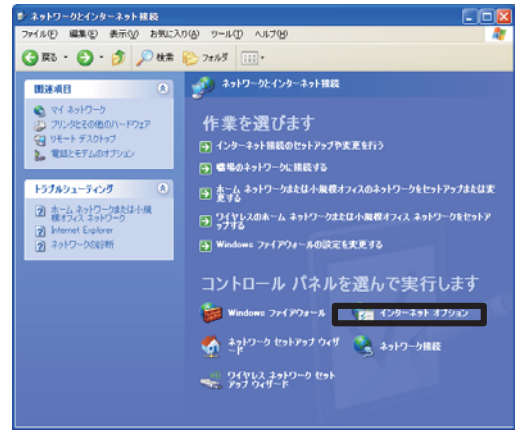 ネットワークとインターネット接続
ファイル(F) 編集(E) 表示(V) お気に入り(A) ツール(T) ヘルプ(H)
戻る 検索 フォルダ
関連項目
マイ ネットワーク
プリンタとその他のハードウェア
リモート デスクトップ
電話とモデムのオプション
トラブルシューティング
ホーム ネットワークまたは小規
模オフィス ネットワーク
Internet Explorer
ネットワークの診断
ネットワークとインターネット接続
作業を選びます
インターネット接続のセットアップや変更を行う
職場のネットワークに接続する
ホーム ネットワークまたは小規模オフィスのネットワークをセットアップまたは変
更する
ワイヤレスのホーム ネットワークまたは小規模オフィス ネットワークをセットア
ップする
Windows ファイアウォールの設定を変更する
コントロール パネルを選んで実行します
Windows ファイアウォール
インターネット オプション
ネットワーク セットアップ ウィザ
ード
ネットワーク接続
ワイヤレス ネットワーク セット
アップ ウィザード